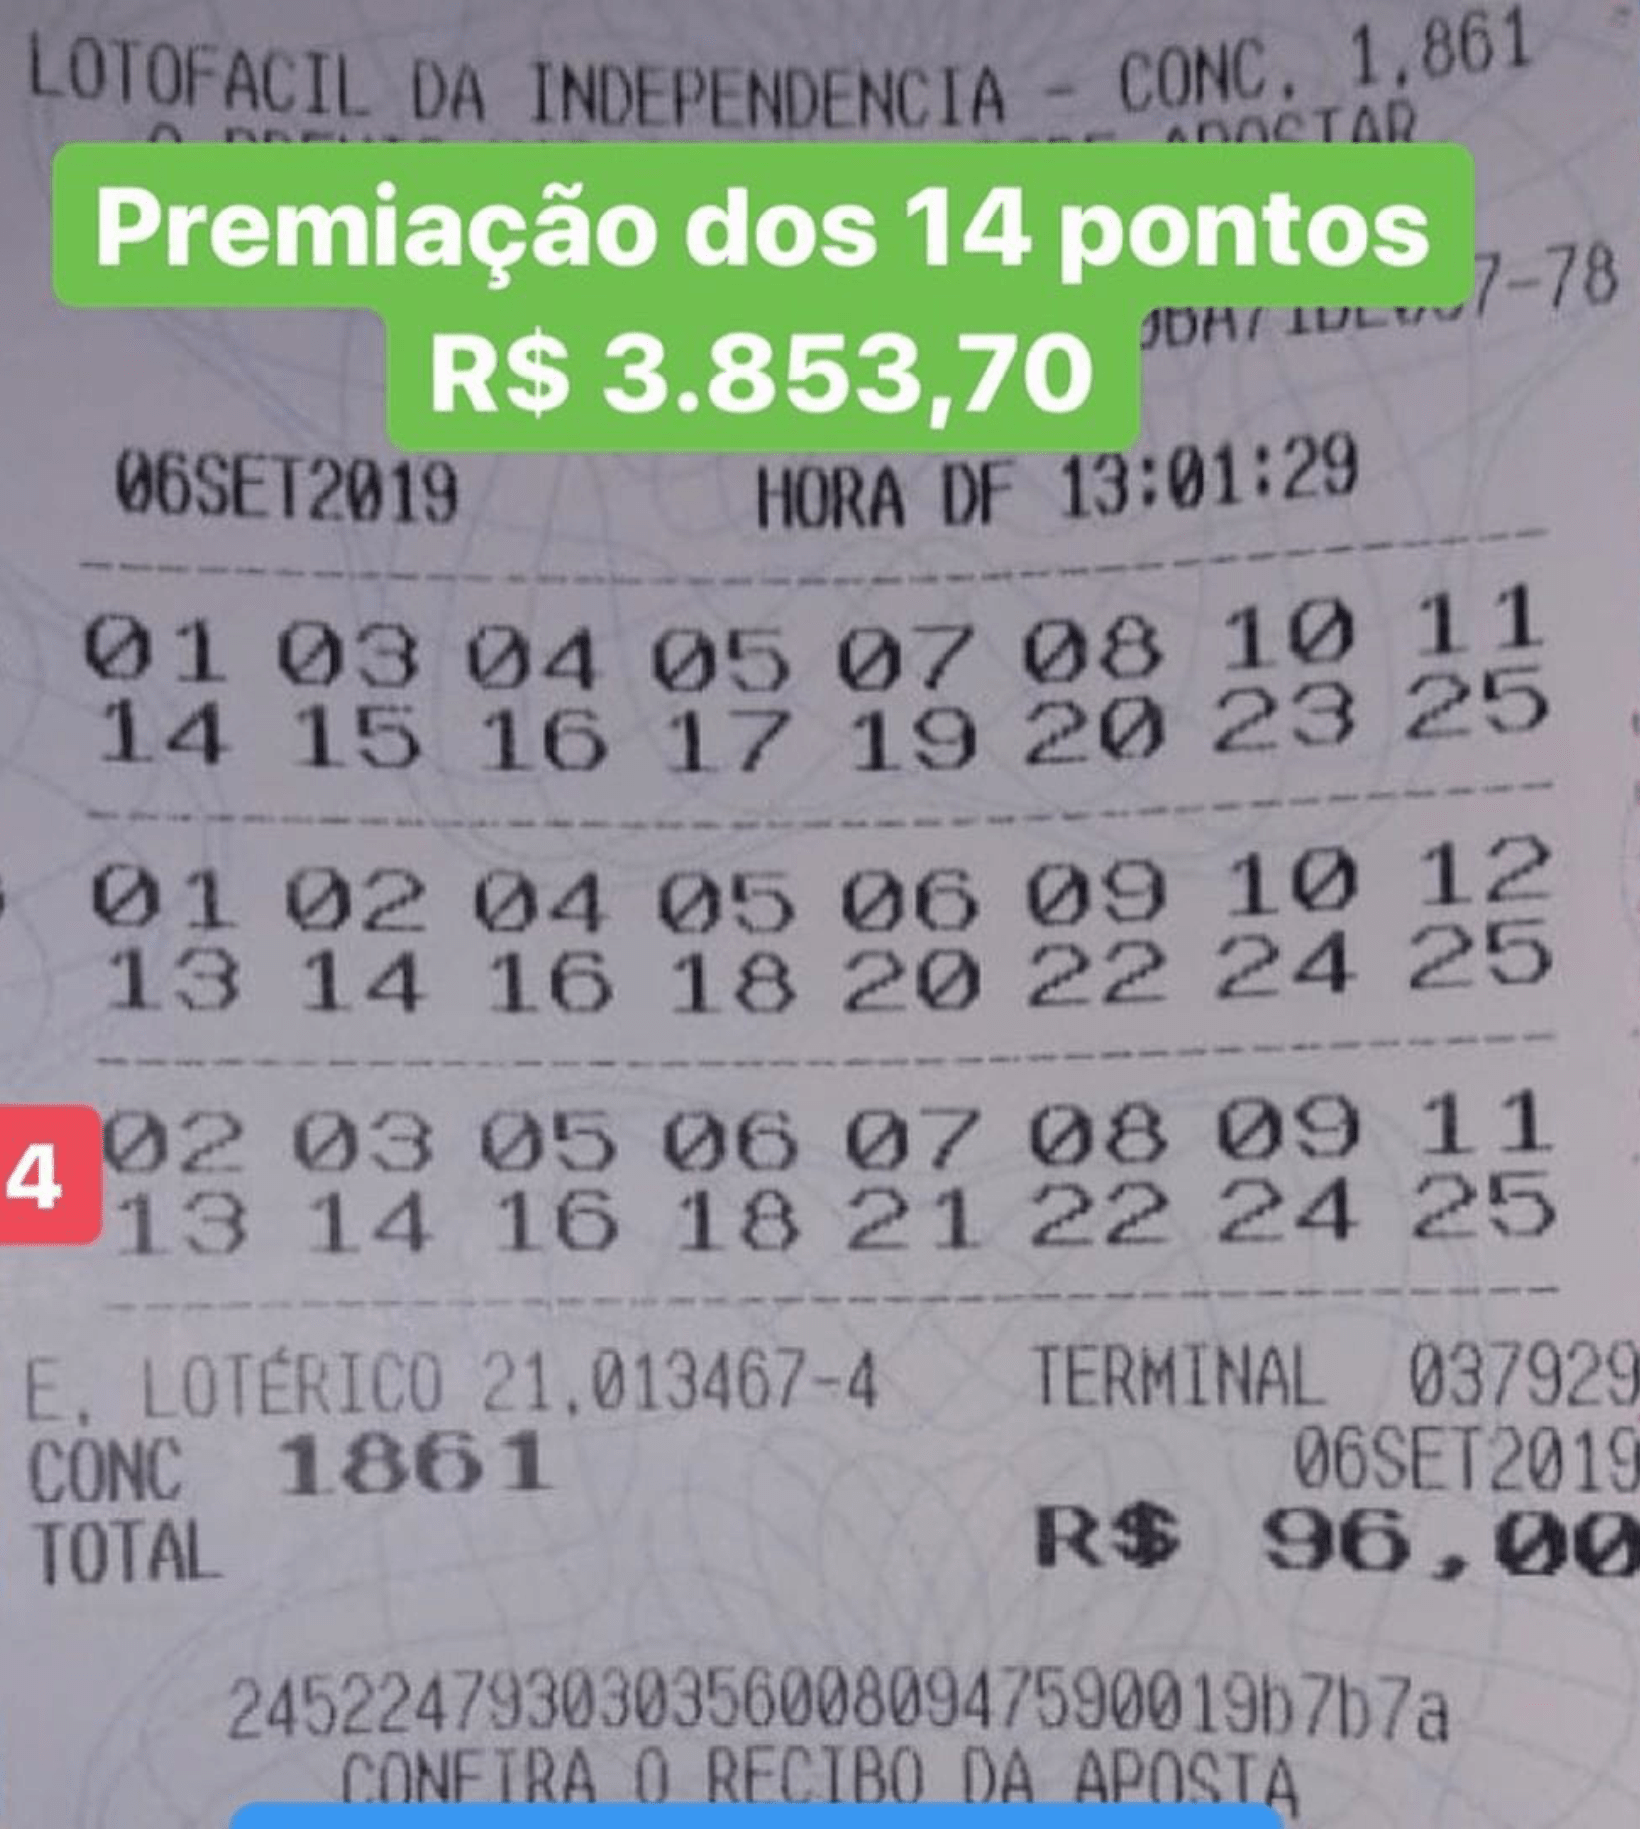 LOTOFACIL DA INDEPENDENCIA - CONC. 1.861
APOSTAR
Premiação dos 14 pontos
7-78
R$ 3.853,70
06SET2019 HORA DF 13:01:29
01 03 04 05 07 08 10 11
14 15 16 17 19 20 23 25
01 02 04 05 06 09 10 12
13 14 16 18 20 22 24 25
4
02 03 05 06 07 08 09 11
13 14 16 18 21 22 24 25
E. LOTÉRICO 21.013467-4 TERMINAL 037929
CONC 1861 06SET2019
TOTAL R$ 96,00
2452247930303560080947590019b7b7a
CONFIRA O RECIBO DA APOSTA